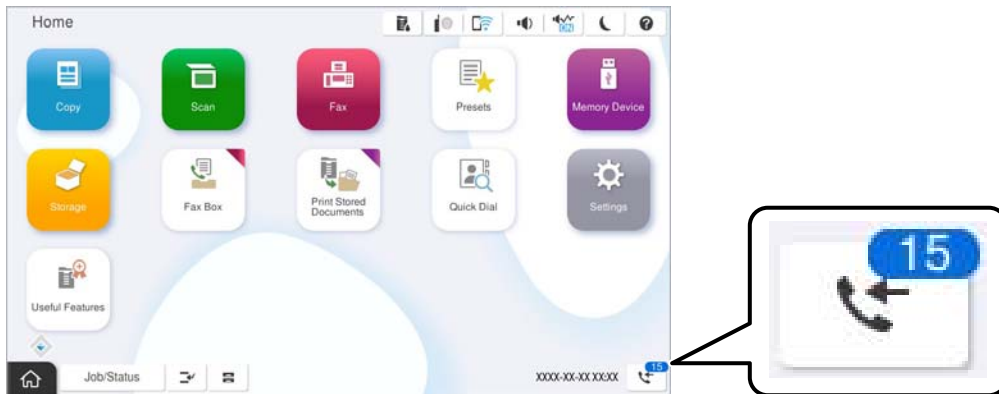 Home
ON
Copy
Scan
Fax
Presets
Memory Device
Storage
Fax Box
Print Stored
Documents
Quick Dial
Settings
Useful Features
Job/Status
XXXX-XX-XX XX:XX
15
15